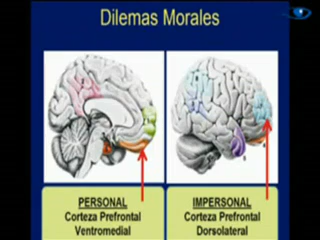 Dilemas Morales
PERSONAL
Corteza Prefrontal
Ventromedial
IMPERSONAL
Corteza Prefrontal
Dorsolateral